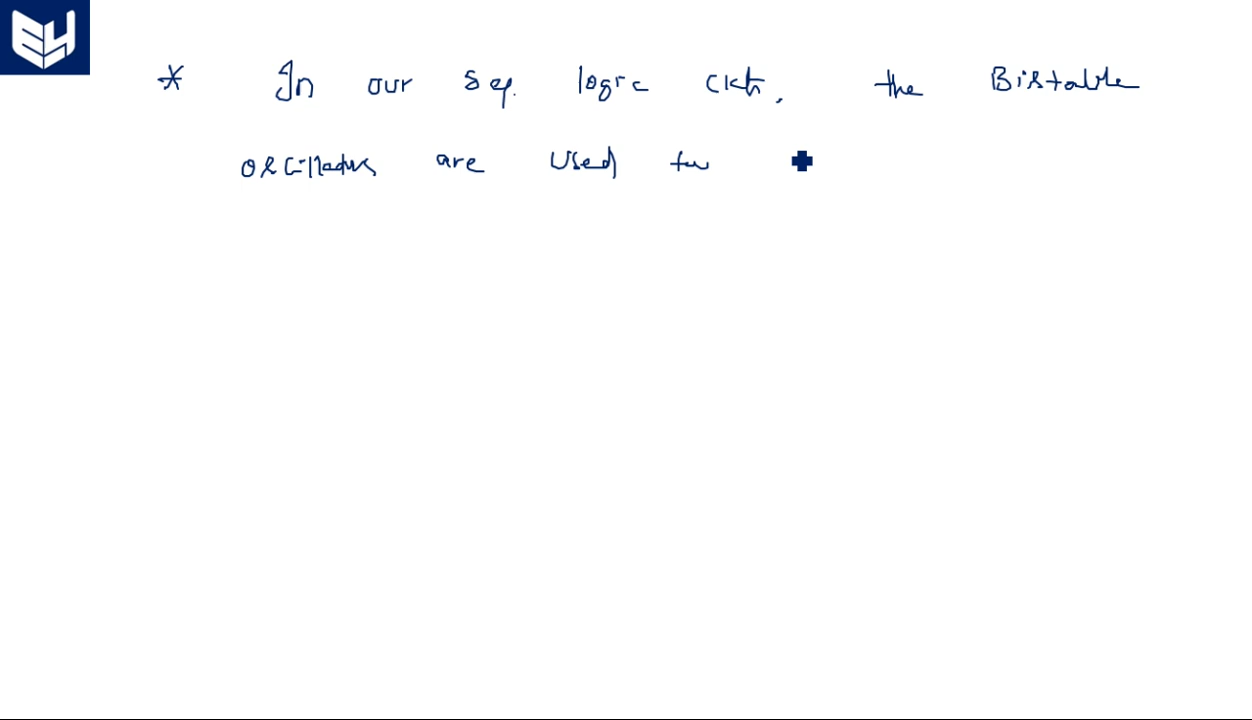 * In our seq. logic ckts, the Bistable
oscillators are used for